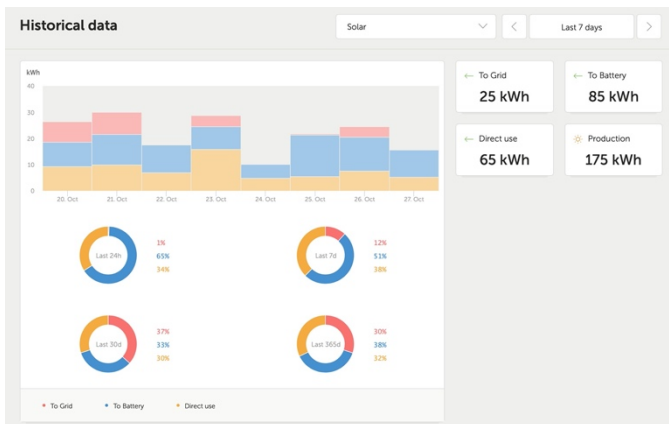 Historical data
Solar
Last 7 days
kWh
40
30
20
10
0
20. Oct
21. Oct
22. Oct
23. Oct
24. Oct
25. Oct
26. Oct
27. Oct
To Grid
25 kWh
To Battery
85 kWh
Direct use
65 kWh
Production
175 kWh
Last 24h
1%
65%
34%
Last 7d
12%
51%
38%
Last 30d
37%
33%
30%
Last 365d
30%
38%
32%
To Grid
To Battery
Direct use